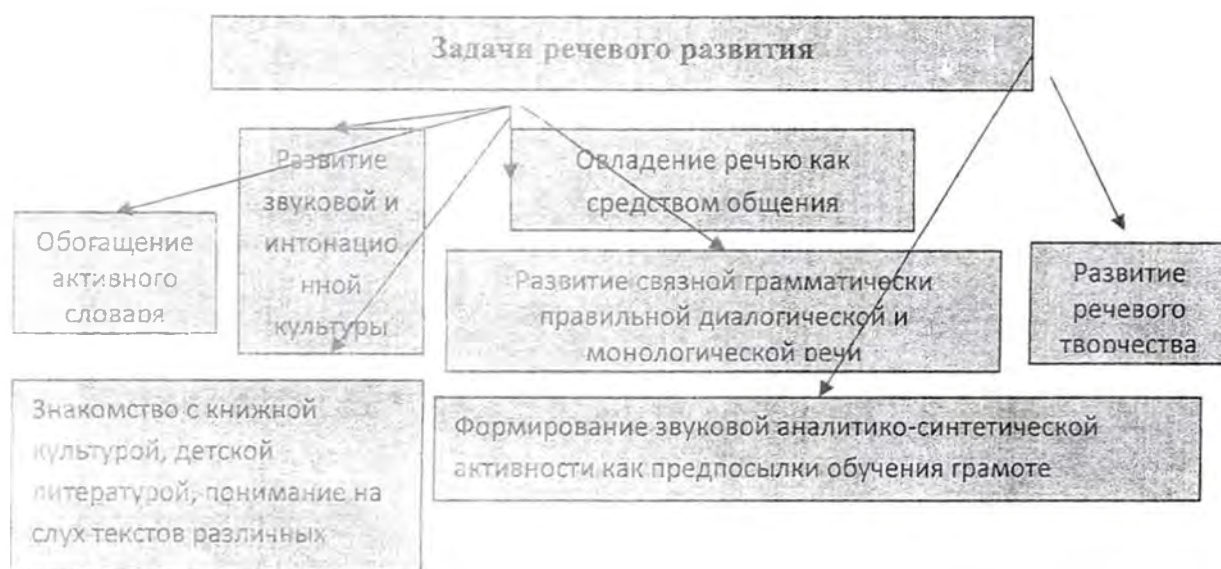 Задачи речевого развития
Развитие
звуковой и
интонацио
нной
культуры
Овладение речью как
средством общения
Обогащение
активного
словаря
Развитие связной грамматически
правильной диалогической и
монологической речи
Развитие
речевого
творчества
Знакомство с книжной
культурой, детской
литературой, понимание на
слух текстов различных
Формирование звуковой аналитико-синтетической
активности как предпосылки обучения грамоте